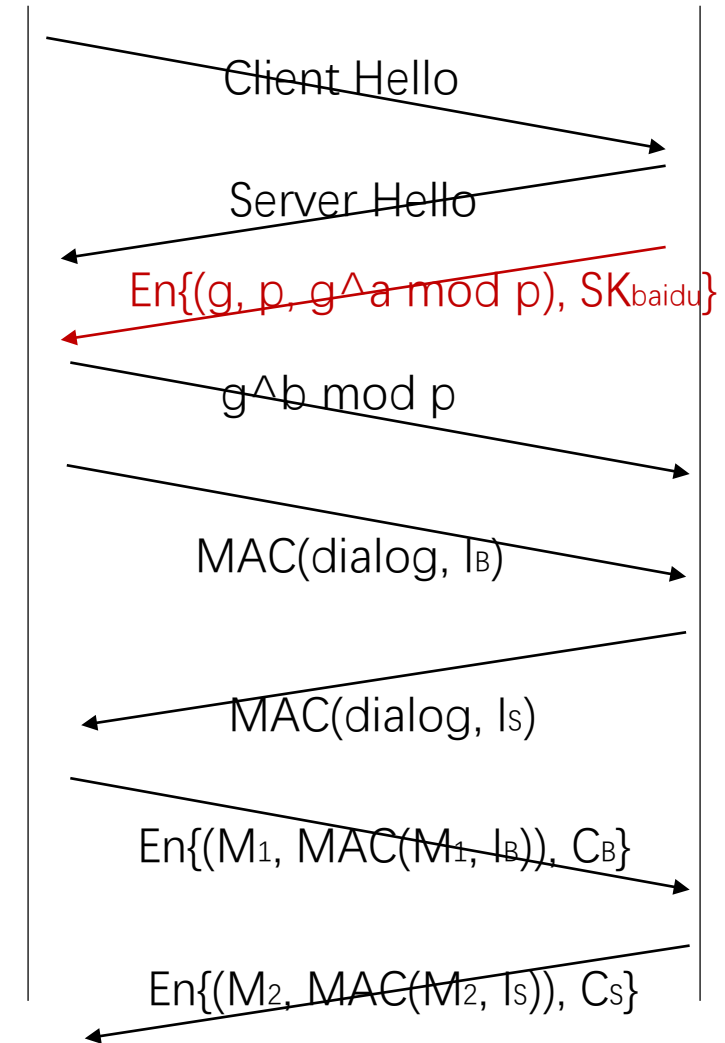 Client Hello
Server Hello
En{(g, p, g^a mod p), SKbaidu}
g^b mod p
MAC(dialog, IB)
MAC(dialog, IS)
En{(M1, MAC(M1, IB)), CB}
En{(M2, MAC(M2, IS)), CS}